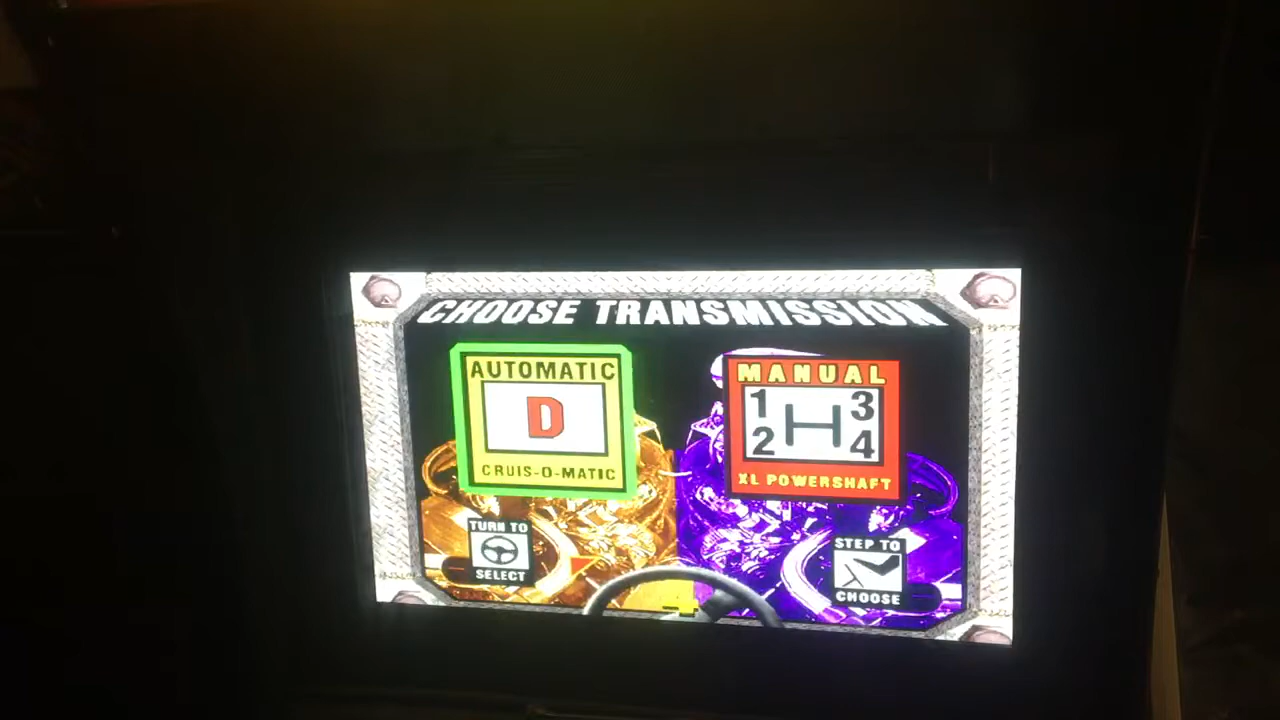 CHOOSE TRANSMISSION
AUTOMATIC
D
CRUIS-O-MATIC
MANUAL
1 3
2 4
XL POWERSHAFT
TURN TO
SELECT
STEP TO
CHOOSE